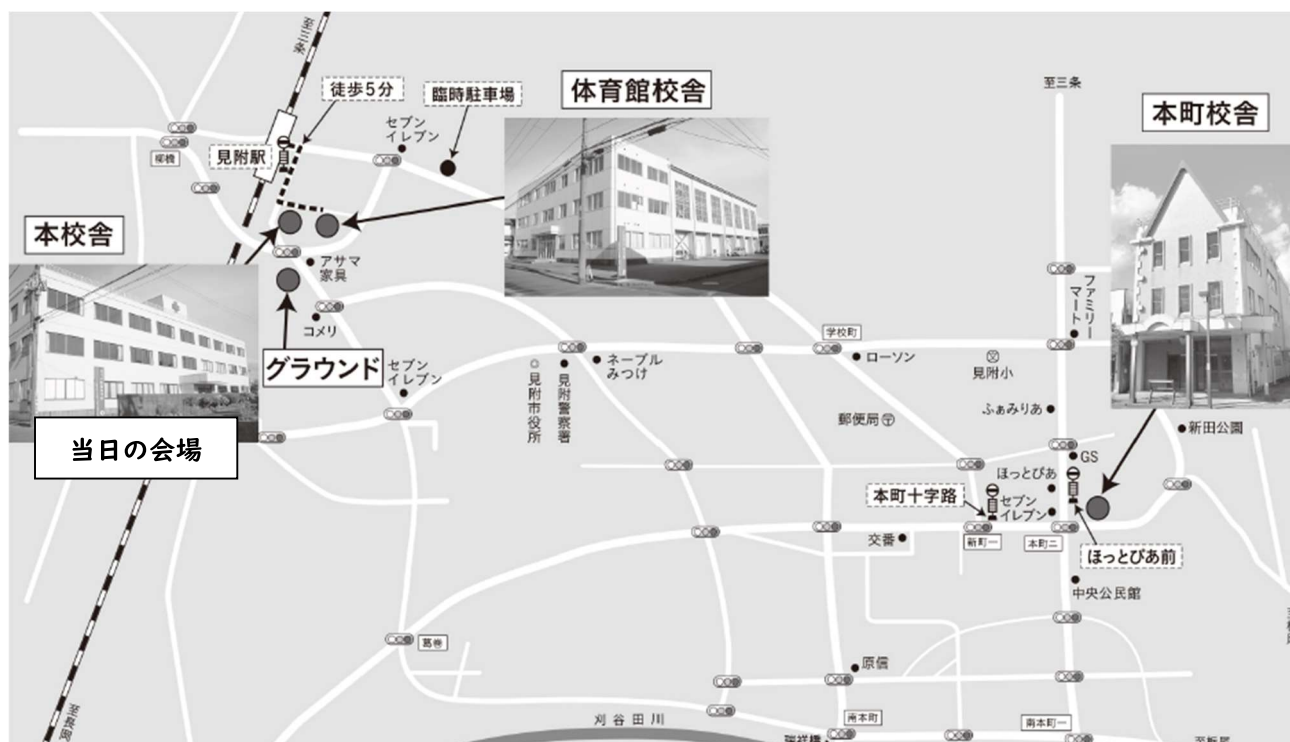 至三条
徒歩5分
臨時駐車場
体育館校舎
至三条
本町校舎
セブン
イレブン
見附駅
柳橋
本校舎
アサマ
家具
コメリ
グラウンド
セブン
イレブン
当日の会場
見附市役所
見附警察署
ネーブル
みつけ
学校町
ローソン
見附小
ファミリー
マート
ふぁみりあ
郵便局
新田公園
GS
ほっとぴあ
本町十字路
セブン
イレブン
交番
新町一
本町二
ほっとぴあ前
中央公民館
葛巻
原信
刈谷田川
南本町
南本町一